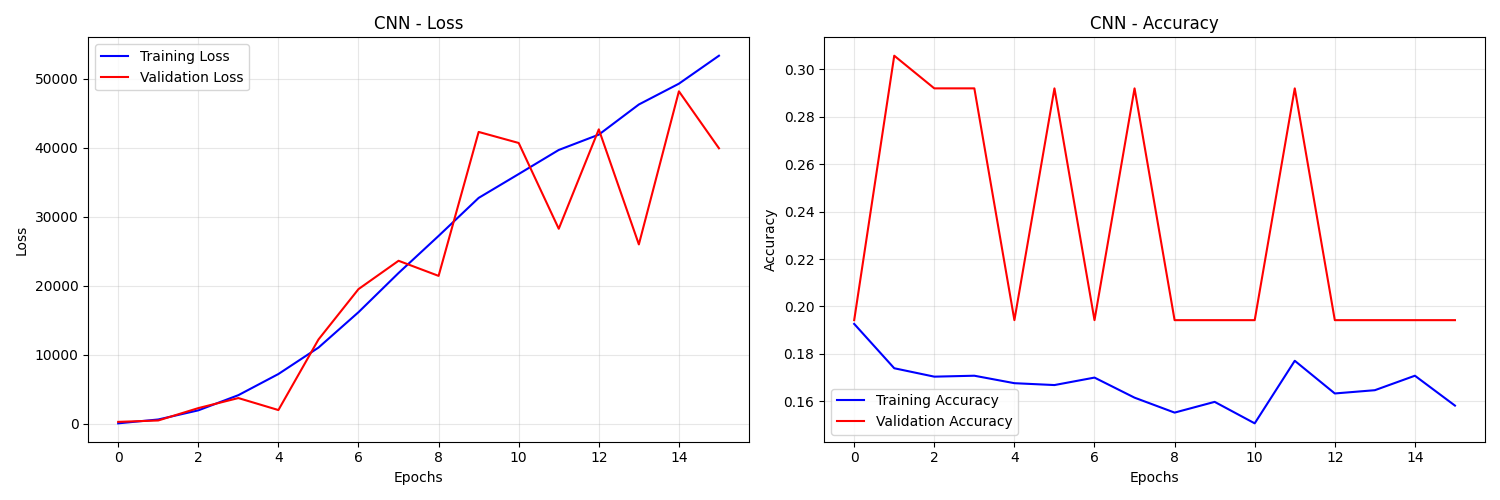 CNN - Loss
Training Loss
Validation Loss
Loss
50000
40000
30000
20000
10000
0
0 2 4 6 8 10 12 14
Epochs
CNN - Accuracy
Accuracy
0.30
0.28
0.26
0.24
0.22
0.20
0.18
0.16
Training Accuracy
Validation Accuracy
0 2 4 6 8 10 12 14
Epochs